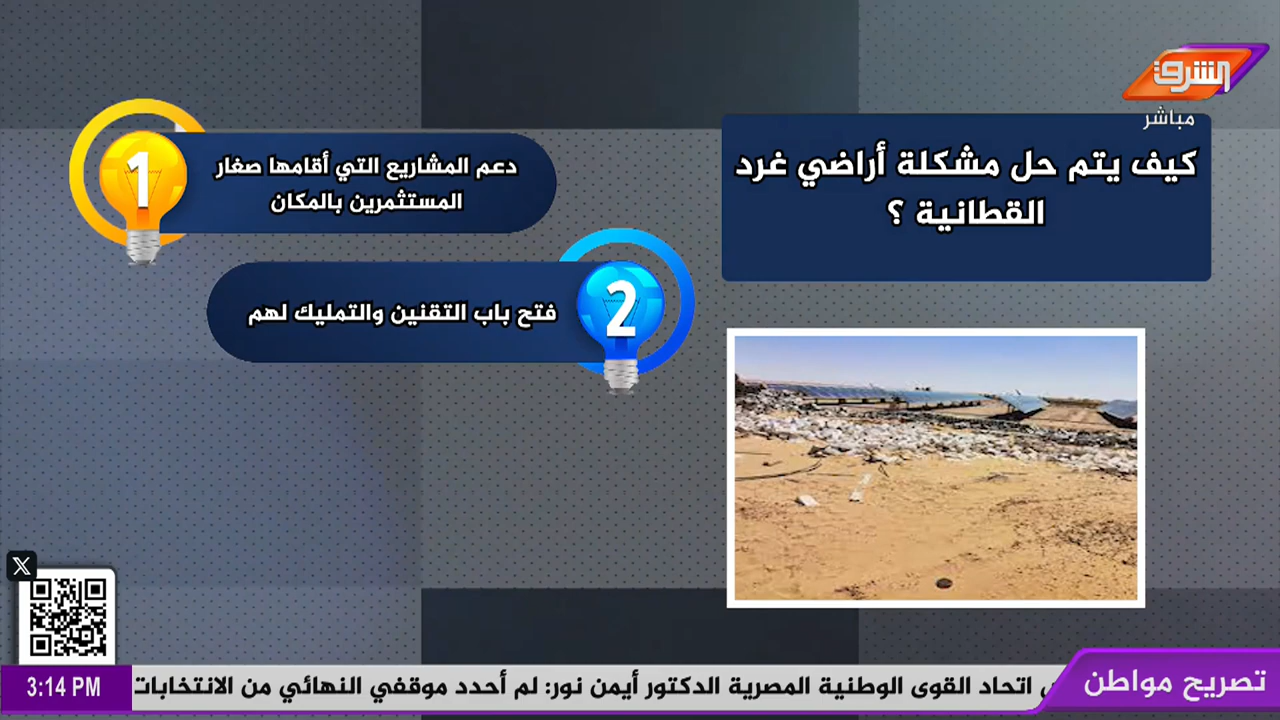 الشرق
مباشر
كيف يتم حل مشكلة أراضي غرد
القطانية ؟
1
دعم المشاريع التي أقامها صغار
المستثمرين بالمكان
2
فتح باب التقنين والتمليك لهم
X
تصريح مواطن
اتحاد القوى الوطنية المصرية الدكتور أيمن نور: لم أحدد موقفي النهائي من الانتخابات
3:14 PM